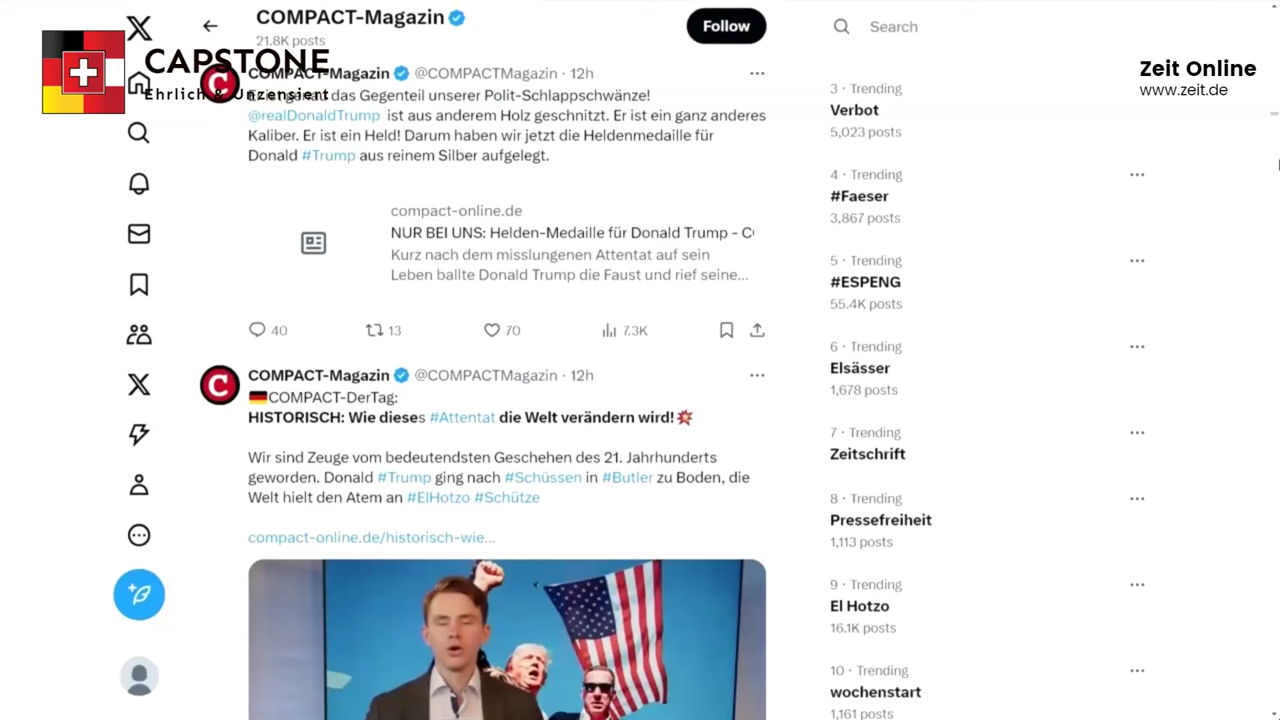 COMPACT-Magazin
21.8K posts
Follow
CAPSTONE
Ehrlich & Unzensiert
COMPACT-Magazin @COMPACTMagazin · 12h
Er ist genau das Gegenteil unserer Polit-Schlappschwänze!
@realDonaldTrump ist aus anderem Holz geschnitzt. Er ist ein ganz anderes
Kaliber. Er ist ein Held! Darum haben wir jetzt die Heldenmedaille für
Donald #Trump aus reinem Silber aufgelegt.
compact-online.de
NUR BEI UNS: Helden-Medaille für Donald Trump - C
Kurz nach dem misslungenen Attentat auf sein
Leben ballte Donald Trump die Faust und rief seine...
40 13 70 7.3K
COMPACT-Magazin @COMPACTMagazin · 12h
COMPACT-DerTag:
HISTORISCH: Wie dieses #Attentat die Welt verändern wird!
Wir sind Zeuge vom bedeutendsten Geschehen des 21. Jahrhunderts
geworden. Donald #Trump ging nach #Schüssen in #Butler zu Boden, die
Welt hielt den Atem an #ElHotzo #Schütze
compact-online.de/historisch-wie...
Search
Zeit Online
www.zeit.de
3 · Trending
Verbot
5,023 posts
4 · Trending
#Faeser
3,867 posts
5 · Trending
#ESPENG
55.4K posts
6 · Trending
Elsässer
1,678 posts
7 · Trending
Zeitschrift
8 · Trending
Pressefreiheit
1,113 posts
9 · Trending
El Hotzo
16.1K posts
10 · Trending
wochenstart
1,161 posts